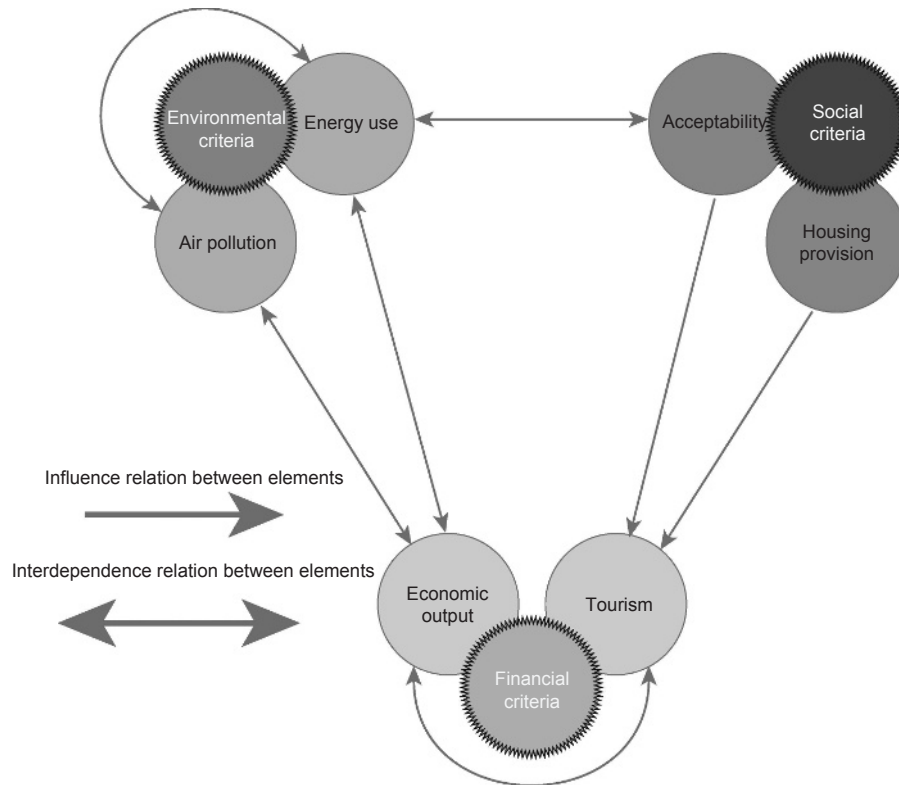 Environmental
criteria
Energy use
Acceptability
Social
criteria
Air pollution
Housing
provision
Influence relation between elements
Interdependence relation between elements
Economic
output
Tourism
Financial
criteria